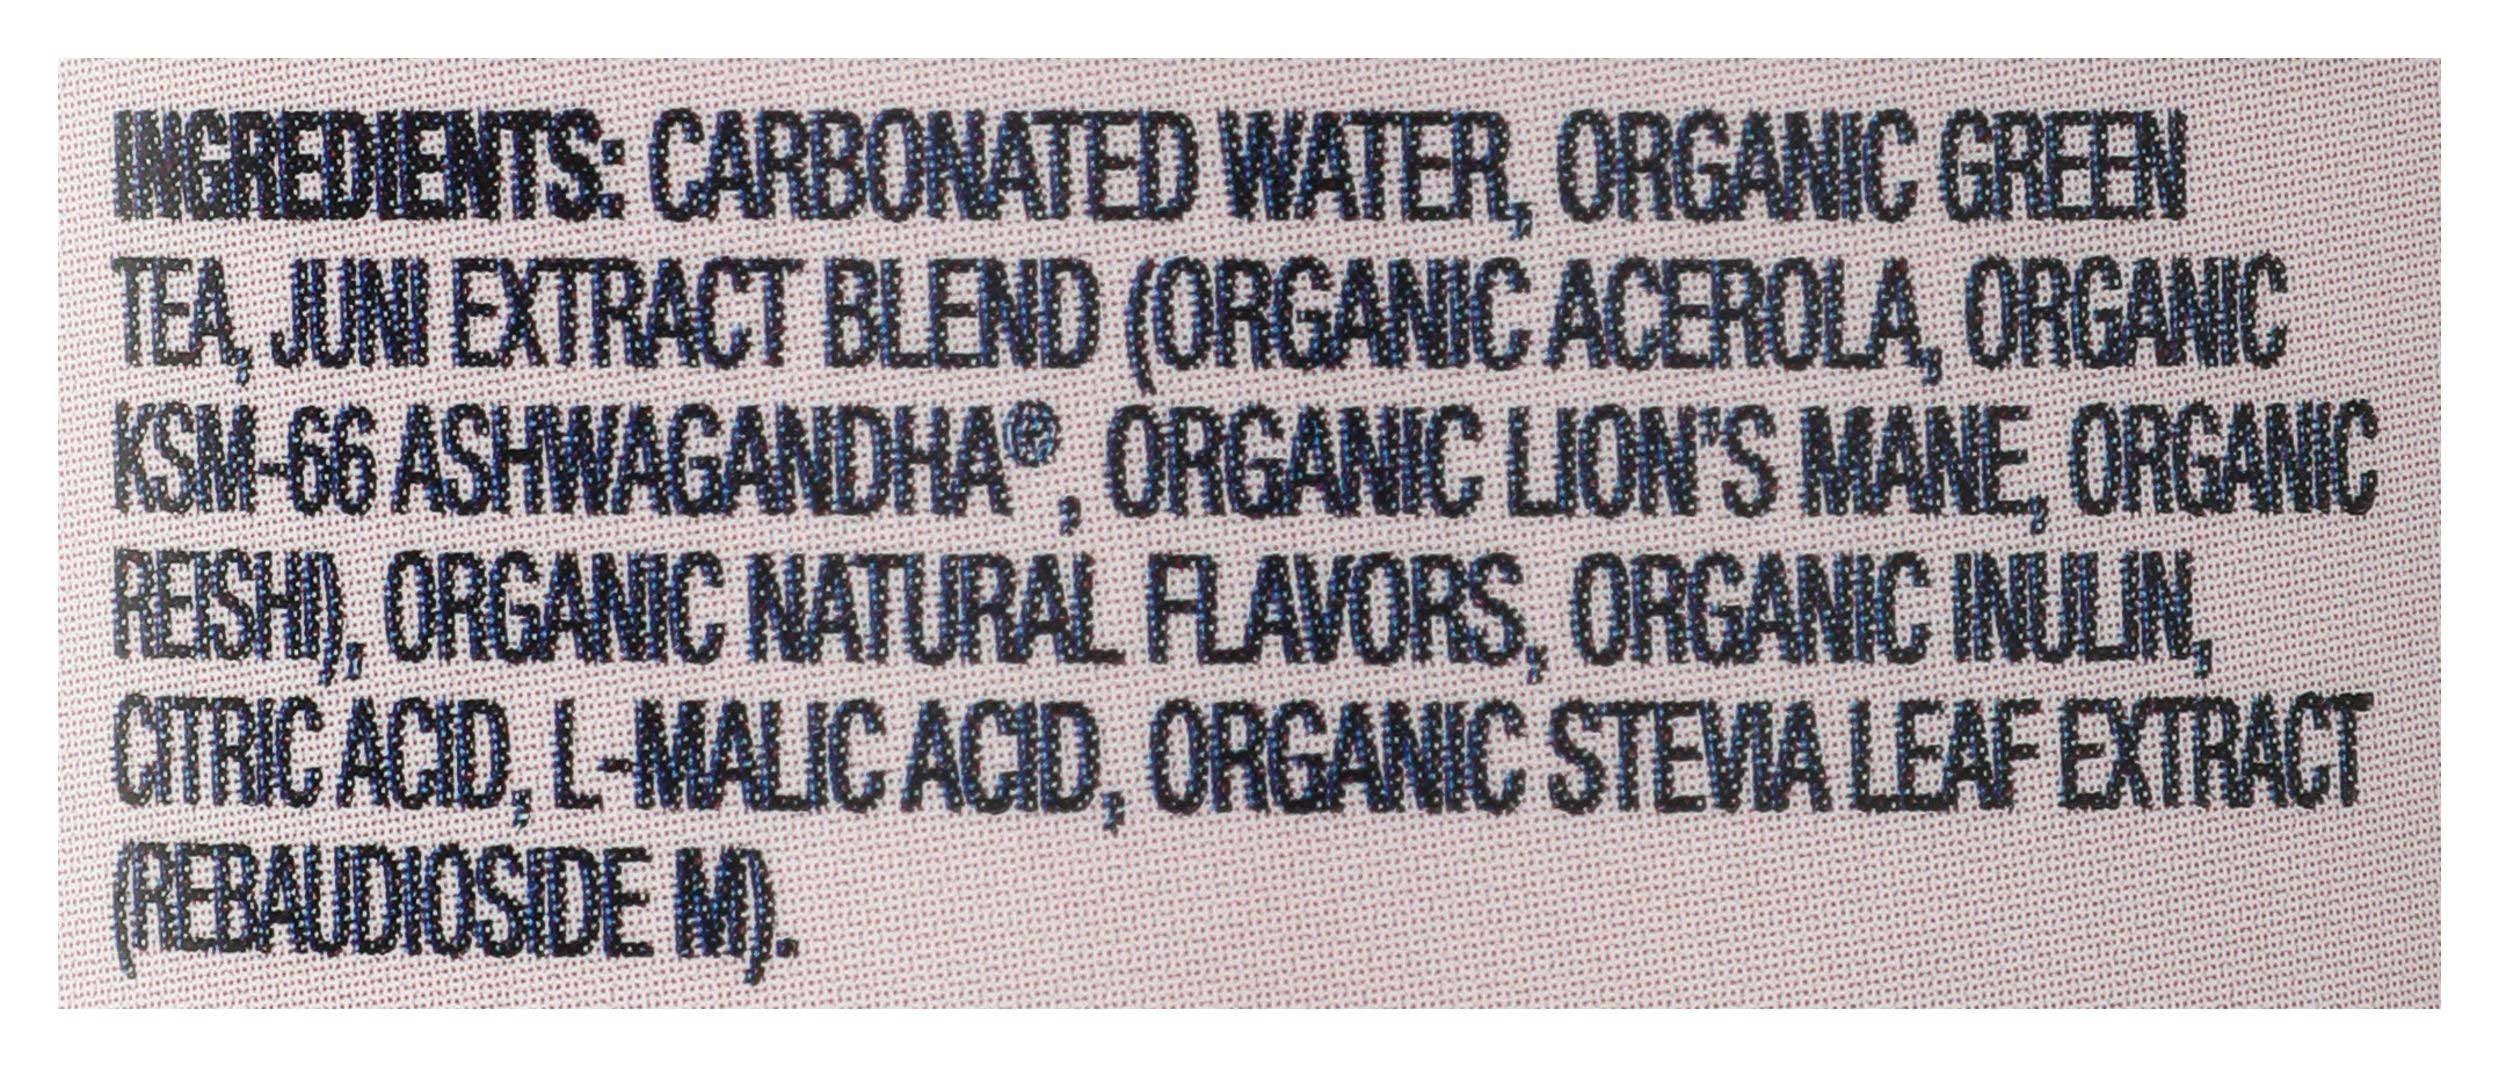 INGREDIENTS: CARBONATED WATER, ORGANIC GREEN
TEA, JUNI EXTRACT BLEND (ORGANIC ACEROLA, ORGANIC
KSM-66 ASHWAGANDHA®, ORGANIC LION'S MANE, ORGANIC
REISHI), ORGANIC NATURAL FLAVORS, ORGANIC INULIN,
CITRIC ACID, L-MALIC ACID, ORGANIC STEVIA LEAF EXTRACT
(REBAUDIOSIDE M).